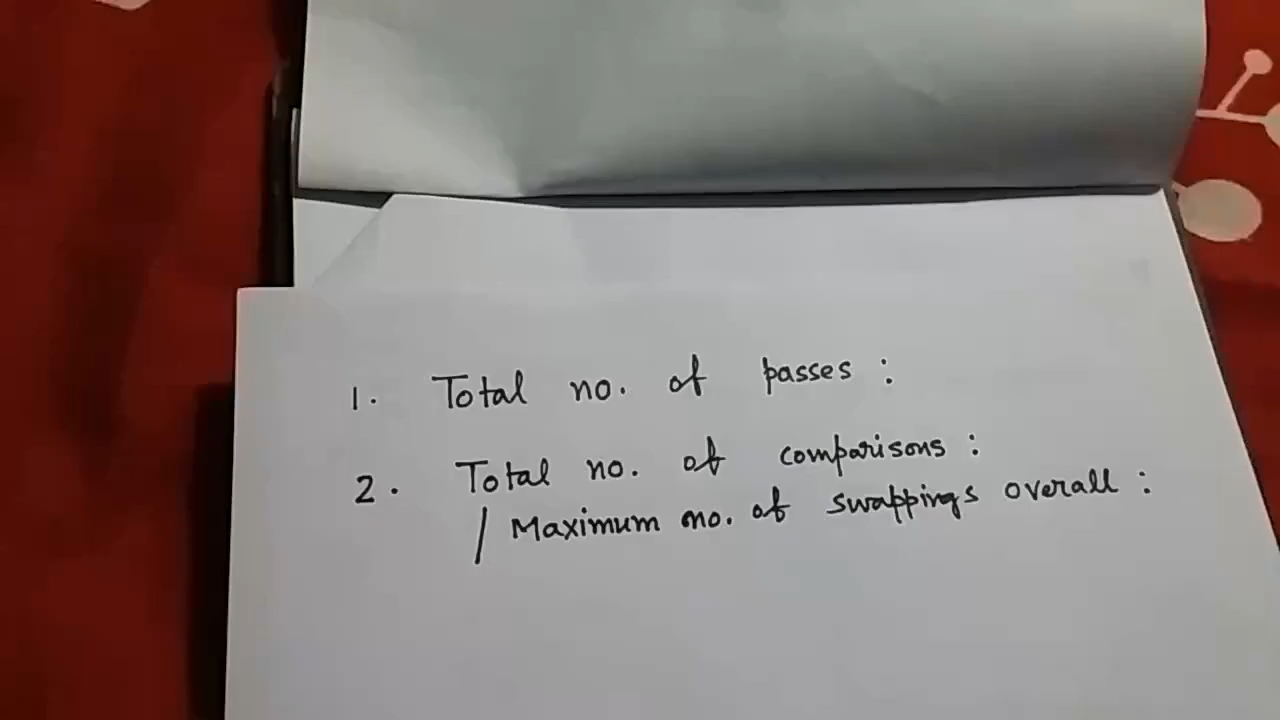 1. Total no. of passes :
2. Total no. of comparisons :
/ Maximum no. of swappings overall :